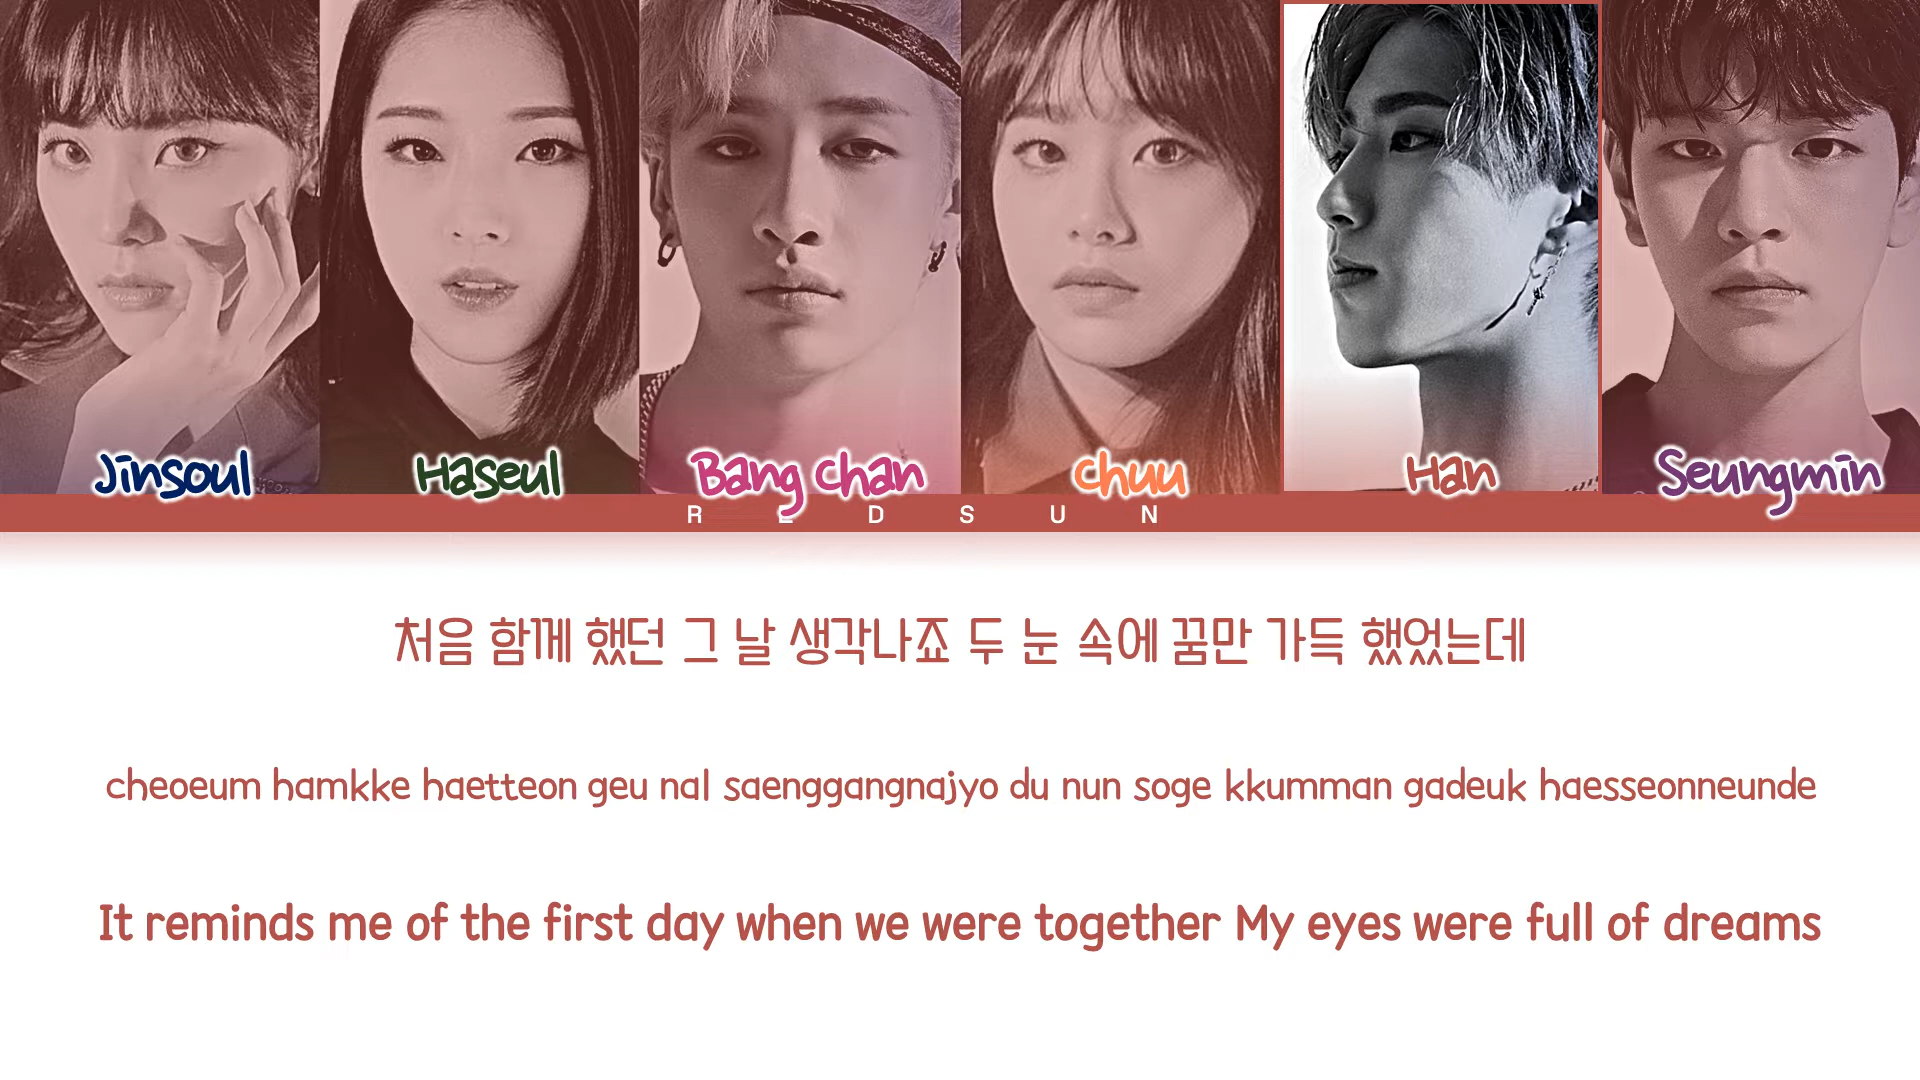 Jinsoul
Haseul
Bang Chan
Chuu
Han
Seungmin
REDSUN
처음 함께 했던 그 날 생각나죠 두 눈 속에 꿈만 가득 했었는데
cheoeum hamkke haetteon geu nal saenggangnajyo du nun soge kkumman gadeuk haesseonneunde
It reminds me of the first day when we were together My eyes were full of dreams